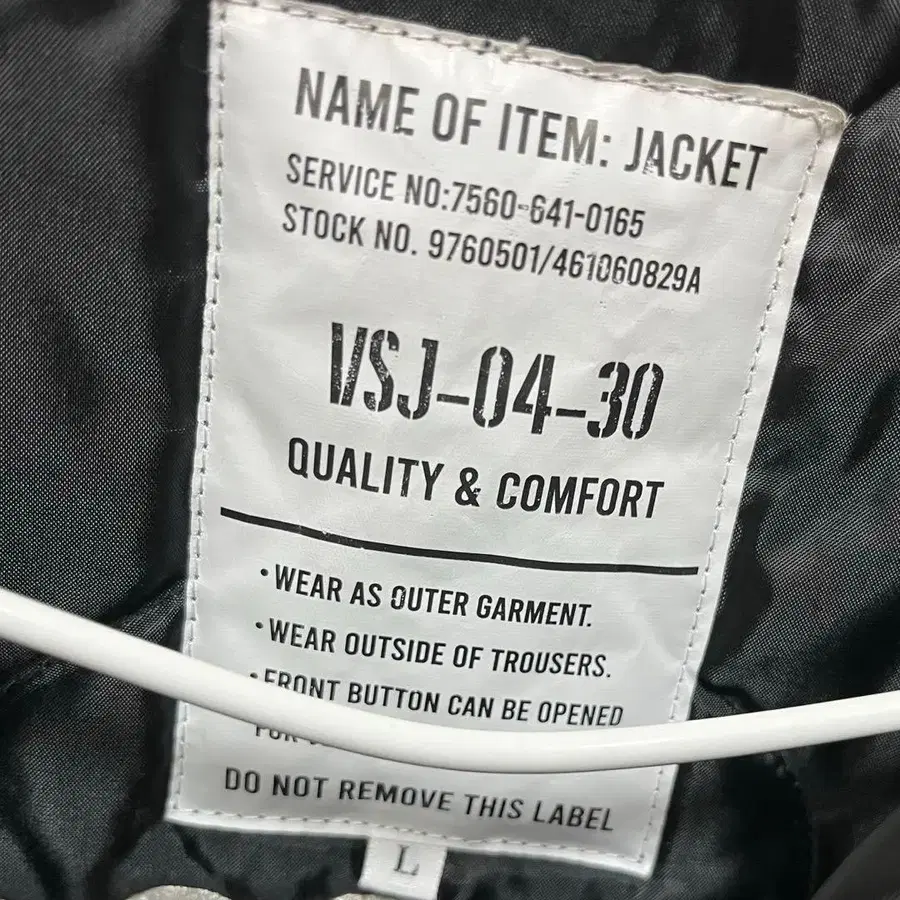 NAME OF ITEM: JACKET
SERVICE NO:7560-641-0165
STOCK NO. 9760501/461060829A
VSJ-04-30
QUALITY & COMFORT
•WEAR AS OUTER GARMENT.
•WEAR OUTSIDE OF TROUSERS.
•FRONT BUTTON CAN BE OPENED
FOR
DO NOT REMOVE THIS LABEL
L